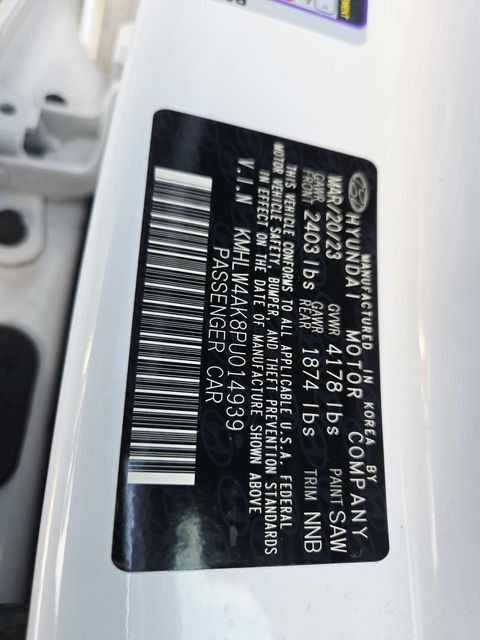 MANUFACTURED IN KOREA BY
HYUNDAI MOTOR COMPANY
MAR/20/23 GVWR 4178 lbs PAINT SAW
GAWR FRONT 2403 lbs GAWR REAR 1874 lbs TRIM NNB
THIS VEHICLE CONFORMS TO ALL APPLICABLE U.S.A. FEDERAL
MOTOR VEHICLE SAFETY, BUMPER, AND THEFT PREVENTION STANDARDS
IN EFFECT ON THE DATE OF MANUFACTURE SHOWN ABOVE
V.I.N KMHLW4AK8PU014939
PASSENGER CAR